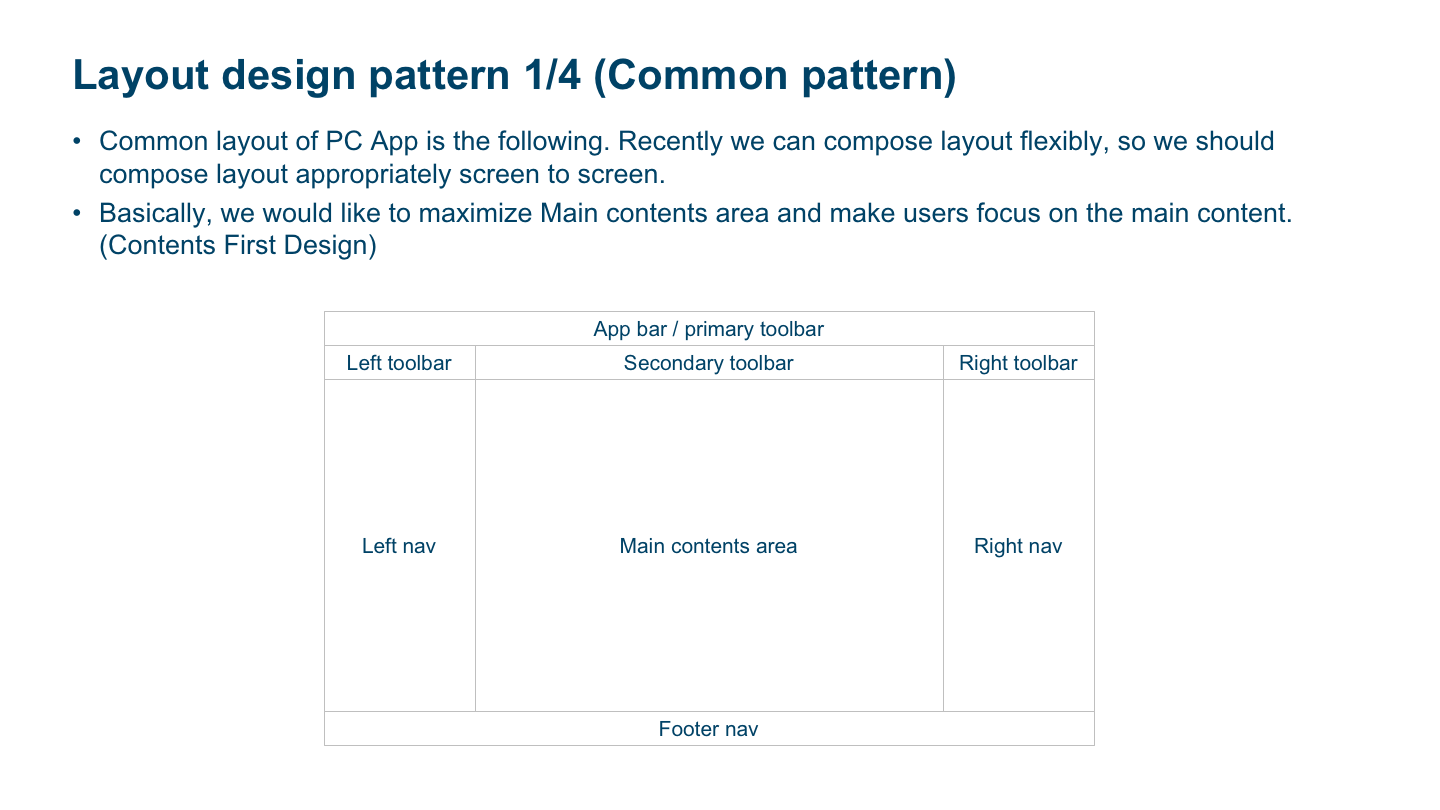 Layout design pattern 1/4 (Common pattern)
• Common layout of PC App is the following. Recently we can compose layout flexibly, so we should
compose layout appropriately screen to screen.
• Basically, we would like to maximize Main contents area and make users focus on the main content.
(Contents First Design)
App bar / primary toolbar
Left toolbar
Secondary toolbar
Right toolbar
Left nav
Main contents area
Right nav
Footer nav